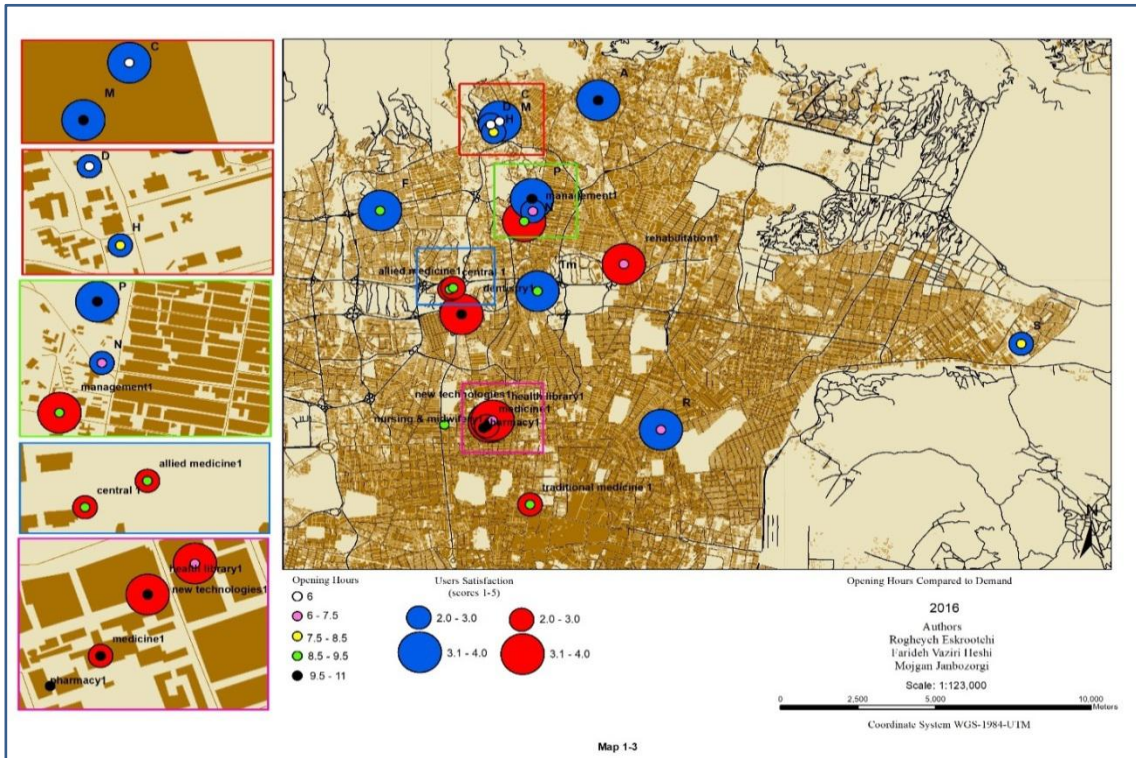 C
M
D
H
P
N
management1
allied medicine1
central 1
health library1
new technologies1
medicine1
pharmacy1
A
C
D M
H
P
management1
N
F
rehabilitation1
Tm
allied medicine1 central 1
dentistry1
S
new technologies1 health library1
medicine1
nursing & midwifery1 pharmacy1
R
traditional medicine 1
N
Opening Hours
6
6 - 7.5
7.5 - 8.5
8.5 - 9.5
9.5 - 11
Users Satisfaction
(scores 1-5)
2.0 - 3.0
2.0 - 3.0
3.1 - 4.0
3.1 - 4.0
Opening Hours Compared to Demand
2016
Authors
Rogheyeh Eskrootchi
Farideh Vaziri Heshi
Mojgan Janbozorgi
Scale: 1:123,000
0 2,500 5,000 10,000
Meters
Coordinate System WGS-1984-UTM
Map 1-3